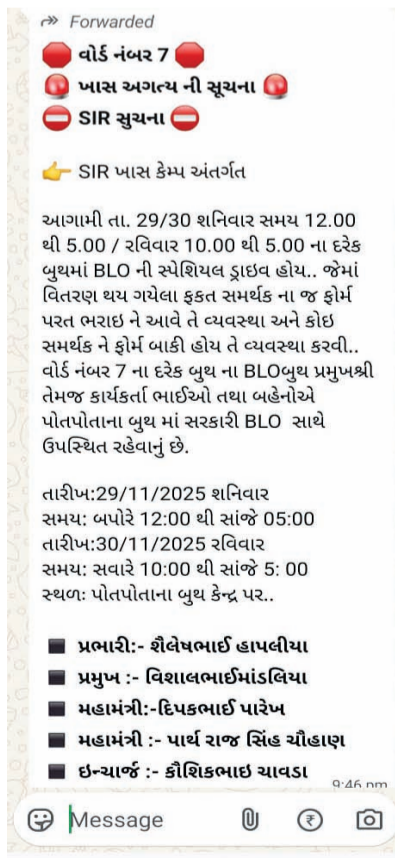 Forwarded
🛑 વોર્ડ નંબર 7 🛑
🚨 ખાસ અગત્ય ની સૂચના 🚨
⛔ SIR સુચના ⛔
👉 SIR ખાસ કેમ્પ અંતર્ગત
આગામી તા. 29/30 શનિવાર સમય 12.00
થી 5.00 / રવિવાર 10.00 થી 5.00 ના દરેક
બુથમાં BLO ની સ્પેશિયલ ડ્રાઇવ હોય.. જેમાં
વિતરણ થય ગયેલા ફકત સમર્થક ના જ ફોર્મ
પરત ભરાઇ ને આવે તે વ્યવસ્થા અને કોઇ
સમર્થક ને ફોર્મ બાકી હોય તે વ્યવસ્થા કરવી..
વોર્ડ નંબર 7 ના દરેક બુથ ના BLOબુથ પ્રમુખશ્રી
તેમજ કાર્યકર્તા ભાઈઓ તથા બહેનોએ
પોતપોતાના બુથ માં સરકારી BLO સાથે
ઉપસ્થિત રહેવાનું છે.
તારીખ:29/11/2025 શનિવાર
સમય: બપોરે 12:00 થી સાંજે 05:00
તારીખ:30/11/2025 રવિવાર
સમય: સવારે 10:00 થી સાંજે 5: 00
સ્થળઃ પોતપોતાના બુથ કેન્દ્ર પર..
◼ પ્રભારી:- શૈલેષભાઈ હાપલીયા
◼ પ્રમુખ :- વિશાલભાઈમાંડલિયા
◼ મહામંત્રી:-દિપકભાઈ પારેખ
◼ મહામંત્રી :- પાર્થ રાજ સિંહ ચૌહાણ
◼ ઇન્ચાર્જ :- કૌશિકભાઇ ચાવડા
9:46 pm
Message